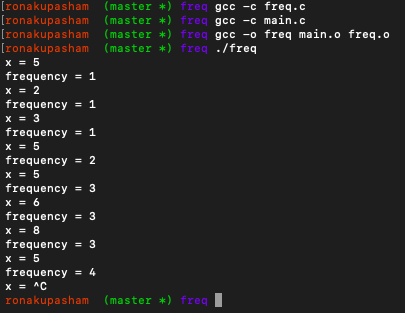 [ronakupasham (master *) freq gcc -c freq.c
[ronakupasham (master *) freq gcc -c main.c
[ronakupasham (master *) freq gcc -o freq main.o freq.o
[ronakupasham (master *) freq ./freq
x = 5
frequency = 1
x = 2
frequency = 1
x = 3
frequency = 1
x = 5
frequency = 2
x = 5
frequency = 3
x = 6
frequency = 3
x = 8
frequency = 3
x = 5
frequency = 4
x = ^C
ronakupasham (master *) freq